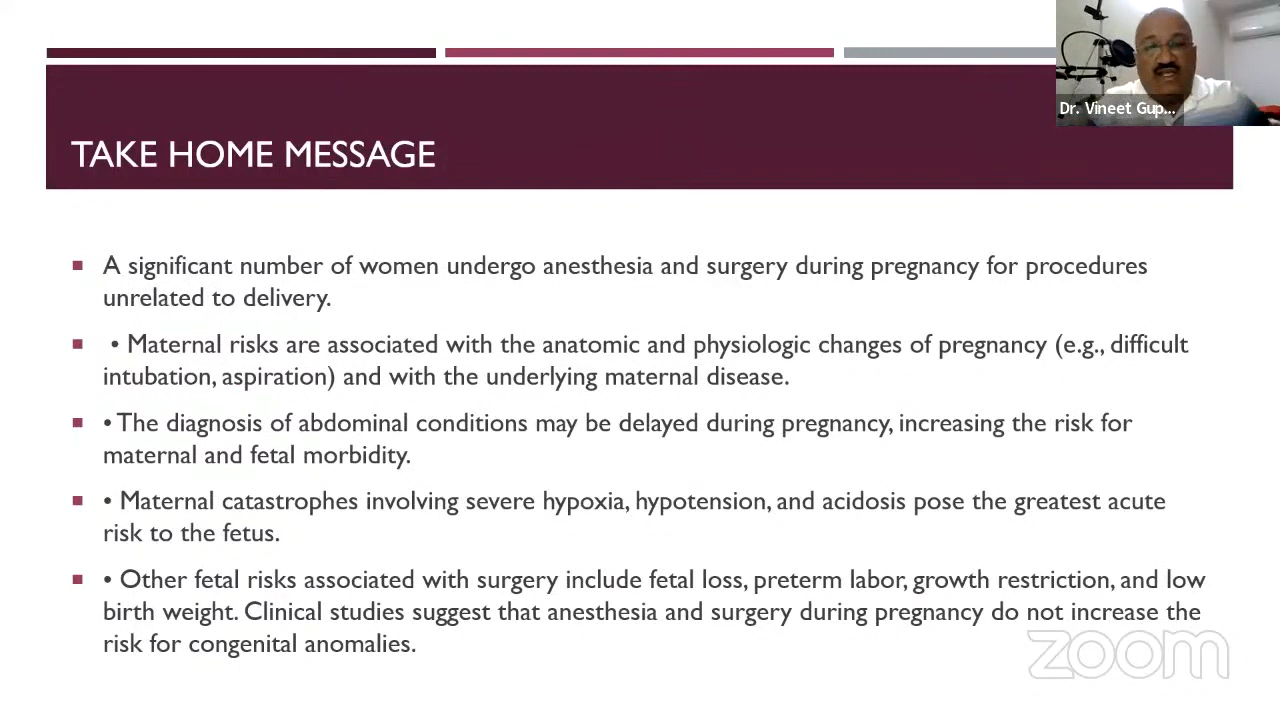 Dr. Vineet Gup...
TAKE HOME MESSAGE
A significant number of women undergo anesthesia and surgery during pregnancy for procedures
unrelated to delivery.
• Maternal risks are associated with the anatomic and physiologic changes of pregnancy (e.g., difficult
intubation, aspiration) and with the underlying maternal disease.
• The diagnosis of abdominal conditions may be delayed during pregnancy, increasing the risk for
maternal and fetal morbidity.
• Maternal catastrophes involving severe hypoxia, hypotension, and acidosis pose the greatest acute
risk to the fetus.
• Other fetal risks associated with surgery include fetal loss, preterm labor, growth restriction, and low
birth weight. Clinical studies suggest that anesthesia and surgery during pregnancy do not increase the
risk for congenital anomalies.
zoom